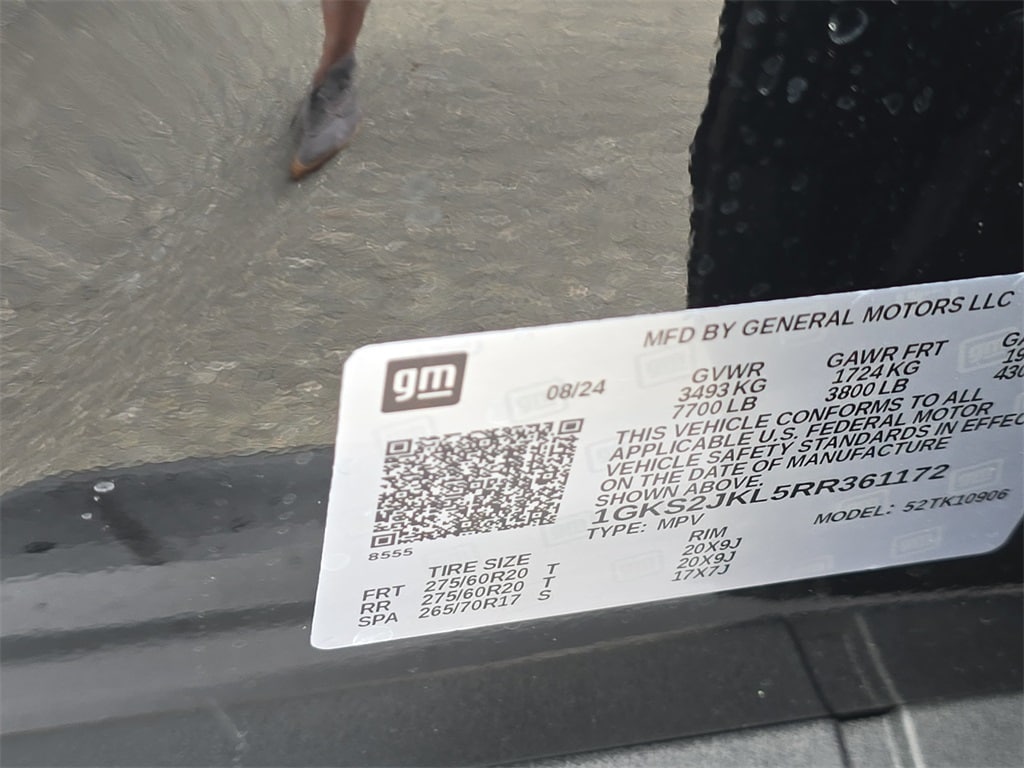 MFD BY GENERAL MOTORS LLC
gm
08/24
GVWR
3493 KG
7700 LB
GAWR FRT
1724 KG
3800 LB
THIS VEHICLE CONFORMS TO ALL
APPLICABLE U.S. FEDERAL MOTOR
VEHICLE SAFETY STANDARDS IN EFFEC
ON THE DATE OF MANUFACTURE
SHOWN ABOVE.
1GKS2JKL5RR361172
TYPE: MPV
MODEL: 52TK10906
8555
TIRE SIZE
RIM
FRT 275/60R20 T 20X9J
RR 275/60R20 T 20X9J
SPA 265/70R17 S 17X7J